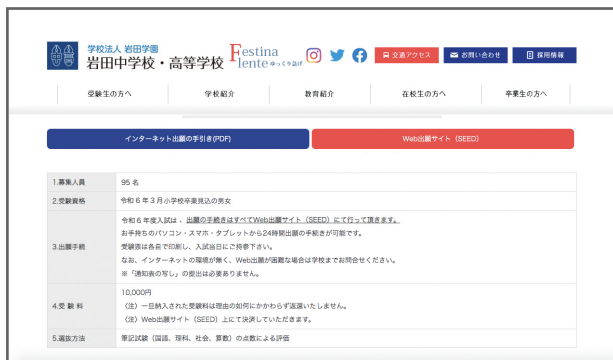 学校法人 岩田学園
岩田中学校・高等学校
Festina
lente ゆっくり急げ
交通アクセス
お問い合わせ
採用情報
受験生の方へ
学校紹介
教育紹介
在校生の方へ
卒業生の方へ
インターネット出願の手引き(PDF)
Web出願サイト（SEED）
1.募集人員
95 名
2.受験資格
令和 6 年 3 月小学校卒業見込の男女
3.出願手続
令和 6 年度入試は 、出願の手続きはすべてWeb出願サイト（SEED）にて行って頂きます。
お手持ちのパソコン・スマホ・タブレットから24時間出願の手続きが可能です。
受験票は各自で印刷し、入試当日にご持参下さい。
なお、インターネットの環境が無く、Web出願が困難な場合は学校までお問合せください。
※「通知表の写し」の提出は必要ありません。
4.受 験 料
10,000円
〈注〉一旦納入された受験料は理由の如何にかかわらず返還いたしません。
〈注〉Web出願サイト（SEED）上にて決済していただきます。
5.選抜方法
筆記試験（国語、理科、社会、算数）の点数による評価